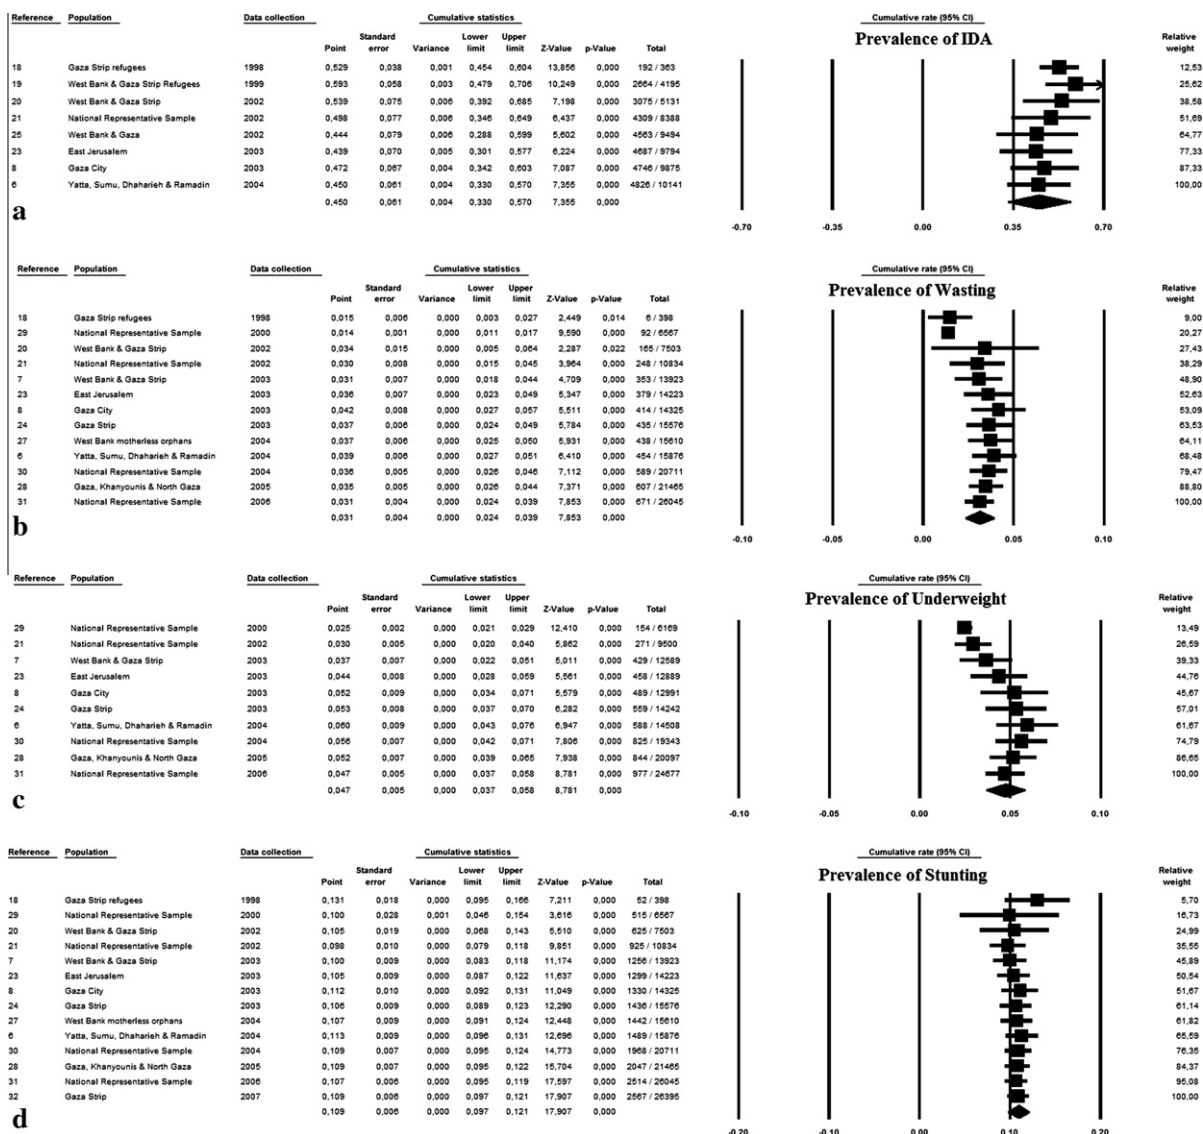 Reference Population Data collection Cumulative statistics Cumulative rate (95% CI)
Prevalence of IDA
Point Standard error Variance Lower limit Upper limit Z-Value p-Value Total Relative weight
18 Gaza Strip refugees 1998 0,529 0,038 0,001 0,454 0,604 13,856 0,000 192 / 363 12,53
19 West Bank & Gaza Strip Refugees 1999 0,593 0,058 0,003 0,479 0,706 10,249 0,000 2664 / 4195 25,62
20 West Bank & Gaza Strip 2002 0,539 0,075 0,006 0,392 0,685 7,198 0,000 3075 / 5131 38,58
21 National Representative Sample 2002 0,498 0,077 0,006 0,346 0,649 6,437 0,000 4309 / 8388 51,69
25 West Bank & Gaza 2002 0,444 0,079 0,006 0,288 0,599 5,602 0,000 4563 / 9494 64,77
23 East Jerusalem 2003 0,439 0,070 0,005 0,301 0,577 6,224 0,000 4687 / 9794 77,33
8 Gaza City 2003 0,472 0,067 0,004 0,342 0,603 7,087 0,000 4746 / 9875 87,33
6 Yatta, Sumu, Dhaharieh & Ramadin 2004 0,450 0,061 0,004 0,330 0,570 7,355 0,000 4826 / 10141 100,00
0,450 0,061 0,004 0,330 0,570 7,355 0,000
a
-0.70 -0.35 0.00 0.35 0.70
Reference Population Data collection Cumulative statistics Cumulative rate (95% CI)
Prevalence of Wasting
Point Standard error Variance Lower limit Upper limit Z-Value p-Value Total Relative weight
18 Gaza Strip refugees 1998 0,015 0,006 0,000 0,003 0,027 2,449 0,014 6 / 398 9,00
29 National Representative Sample 2000 0,014 0,001 0,000 0,011 0,017 9,590 0,000 92 / 6567 20,27
20 West Bank & Gaza Strip 2002 0,034 0,015 0,000 0,005 0,064 2,287 0,022 165 / 7503 27,43
21 National Representative Sample 2002 0,030 0,008 0,000 0,015 0,045 3,964 0,000 248 / 10834 38,29
7 West Bank & Gaza Strip 2003 0,031 0,007 0,000 0,018 0,044 4,709 0,000 353 / 13923 48,90
23 East Jerusalem 2003 0,036 0,007 0,000 0,023 0,049 5,347 0,000 379 / 14223 52,63
8 Gaza City 2003 0,042 0,008 0,000 0,027 0,057 5,511 0,000 414 / 14325 53,09
24 Gaza Strip 2003 0,037 0,006 0,000 0,024 0,049 5,784 0,000 435 / 15576 63,53
27 West Bank motherless orphans 2004 0,037 0,006 0,000 0,025 0,050 5,931 0,000 438 / 15610 64,11
6 Yatta, Sumu, Dhaharieh & Ramadin 2004 0,039 0,006 0,000 0,027 0,051 6,410 0,000 454 / 15876 68,48
30 National Representative Sample 2004 0,036 0,005 0,000 0,026 0,046 7,112 0,000 589 / 20711 79,47
28 Gaza, Khanyounis & North Gaza 2005 0,035 0,005 0,000 0,026 0,044 7,371 0,000 607 / 21465 88,80
31 National Representative Sample 2006 0,031 0,004 0,000 0,024 0,039 7,853 0,000 671 / 26045 100,00
0,031 0,004 0,000 0,024 0,039 7,853 0,000
b
-0.10 -0.05 0.00 0.05 0.10
Reference Population Data collection Cumulative statistics Cumulative rate (95% CI)
Prevalence of Underweight
Point Standard error Variance Lower limit Upper limit Z-Value p-Value Total Relative weight
29 National Representative Sample 2000 0,025 0,002 0,000 0,021 0,029 12,410 0,000 154 / 6169 13,49
21 National Representative Sample 2002 0,030 0,005 0,000 0,020 0,040 5,862 0,000 271 / 9500 26,59
7 West Bank & Gaza Strip 2003 0,037 0,007 0,000 0,022 0,051 5,011 0,000 429 / 12589 39,33
23 East Jerusalem 2003 0,044 0,008 0,000 0,028 0,059 5,561 0,000 458 / 12889 44,76
8 Gaza City 2003 0,052 0,009 0,000 0,034 0,071 5,579 0,000 489 / 12991 45,67
24 Gaza Strip 2003 0,053 0,008 0,000 0,037 0,070 6,282 0,000 559 / 14242 57,01
6 Yatta, Sumu, Dhaharieh & Ramadin 2004 0,060 0,009 0,000 0,043 0,076 6,947 0,000 588 / 14508 61,67
30 National Representative Sample 2004 0,056 0,007 0,000 0,042 0,071 7,806 0,000 825 / 19343 74,79
28 Gaza, Khanyounis & North Gaza 2005 0,052 0,007 0,000 0,039 0,065 7,938 0,000 844 / 20097 86,65
31 National Representative Sample 2006 0,047 0,005 0,000 0,037 0,058 8,781 0,000 977 / 24677 100,00
0,047 0,005 0,000 0,037 0,058 8,781 0,000
c
-0.10 -0.05 0.00 0.05 0.10
Reference Population Data collection Cumulative statistics Cumulative rate (95% CI)
Prevalence of Stunting
Point Standard error Variance Lower limit Upper limit Z-Value p-Value Total Relative weight
18 Gaza Strip refugees 1998 0,131 0,018 0,000 0,095 0,166 7,211 0,000 52 / 398 5,70
29 National Representative Sample 2000 0,100 0,028 0,001 0,046 0,154 3,616 0,000 515 / 6567 16,73
20 West Bank & Gaza Strip 2002 0,105 0,019 0,000 0,068 0,143 5,510 0,000 625 / 7503 24,99
21 National Representative Sample 2002 0,098 0,010 0,000 0,079 0,118 9,851 0,000 925 / 10834 35,55
7 West Bank & Gaza Strip 2003 0,100 0,009 0,000 0,083 0,118 11,174 0,000 1256 / 13923 45,89
23 East Jerusalem 2003 0,105 0,009 0,000 0,087 0,122 11,637 0,000 1299 / 14223 50,54
8 Gaza City 2003 0,112 0,010 0,000 0,092 0,131 11,049 0,000 1330 / 14325 51,67
24 Gaza Strip 2003 0,106 0,009 0,000 0,089 0,123 12,290 0,000 1436 / 15576 61,14
27 West Bank motherless orphans 2004 0,107 0,009 0,000 0,091 0,124 12,448 0,000 1442 / 15610 61,82
6 Yatta, Sumu, Dhaharieh & Ramadin 2004 0,113 0,009 0,000 0,096 0,131 12,696 0,000 1489 / 15876 65,59
30 National Representative Sample 2004 0,109 0,007 0,000 0,095 0,124 14,773 0,000 1968 / 20711 76,35
28 Gaza, Khanyounis & North Gaza 2005 0,109 0,007 0,000 0,095 0,122 15,704 0,000 2047 / 21465 84,37
31 National Representative Sample 2006 0,107 0,006 0,000 0,095 0,119 17,597 0,000 2514 / 26045 95,08
32 Gaza Strip 2007 0,109 0,006 0,000 0,097 0,121 17,907 0,000 2567 / 26395 100,00
0,109 0,006 0,000 0,097 0,121 17,907 0,000
d
-0.20 -0.10 0.00 0.10 0.20